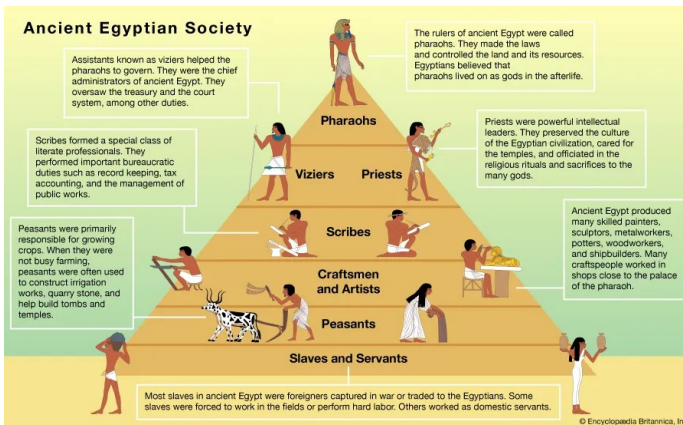 Ancient Egyptian Society
The rulers of ancient Egypt were called
pharaohs. They made the laws
and controlled the land and its resources.
Egyptians believed that
pharaohs lived on as gods in the afterlife.
Assistants known as viziers helped the
pharaohs to govern. They were the chief
administrators of ancient Egypt. They
oversaw the treasury and the court
system, among other duties.
Pharaohs
Priests were powerful intellectual
leaders. They preserved the culture
of the Egyptian civilization, cared for
the temples, and officiated in the
religious rituals and sacrifices to the
many gods.
Scribes formed a special class of
literate professionals. They
performed important bureaucratic
duties such as record keeping, tax
accounting, and the management of
public works.
Viziers
Priests
Ancient Egypt produced
many skilled painters,
sculptors, metalworkers,
potters, woodworkers,
and shipbuilders. Many
craftspeople worked in
shops close to the palace
of the pharaoh.
Scribes
Peasants were primarily
responsible for growing
crops. When they were
not busy farming,
peasants were often used
to construct irrigation
works, quarry stone, and
help build tombs and
temples.
Craftsmen
and Artists
Peasants
Slaves and Servants
Most slaves in ancient Egypt were foreigners captured in war or traded to the Egyptians. Some
slaves were forced to work in the fields or perform hard labor. Others worked as domestic servants.
© Encyclopædia Britannica, In